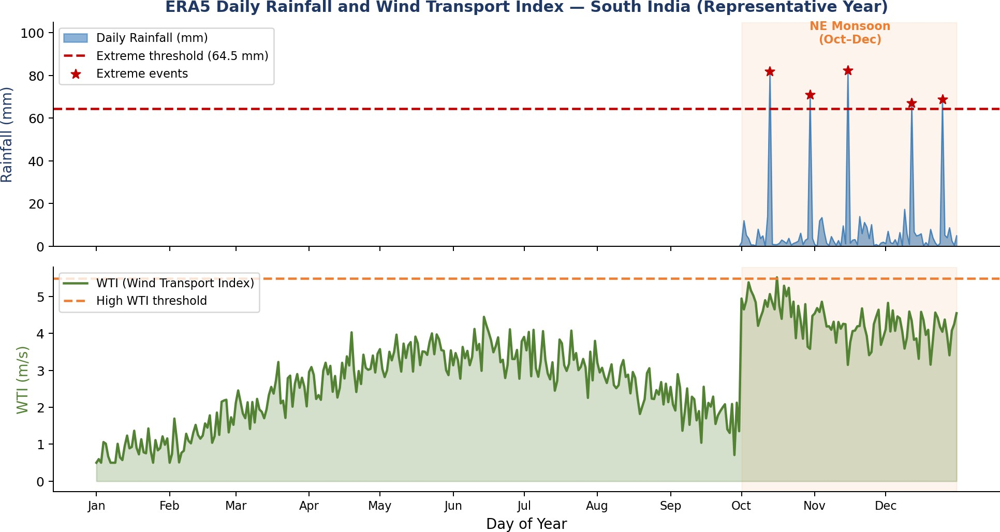 ERA5 Daily Rainfall and Wind Transport Index — South India (Representative Year)
Rainfall (mm)
100
80
60
40
20
0
Daily Rainfall (mm)
Extreme threshold (64.5 mm)
Extreme events
NE Monsoon
(Oct–Dec)
WTI (m/s)
5
4
3
2
1
0
WTI (Wind Transport Index)
High WTI threshold
Jan Feb Mar Apr May Jun Jul Aug Sep Oct Nov Dec
Day of Year